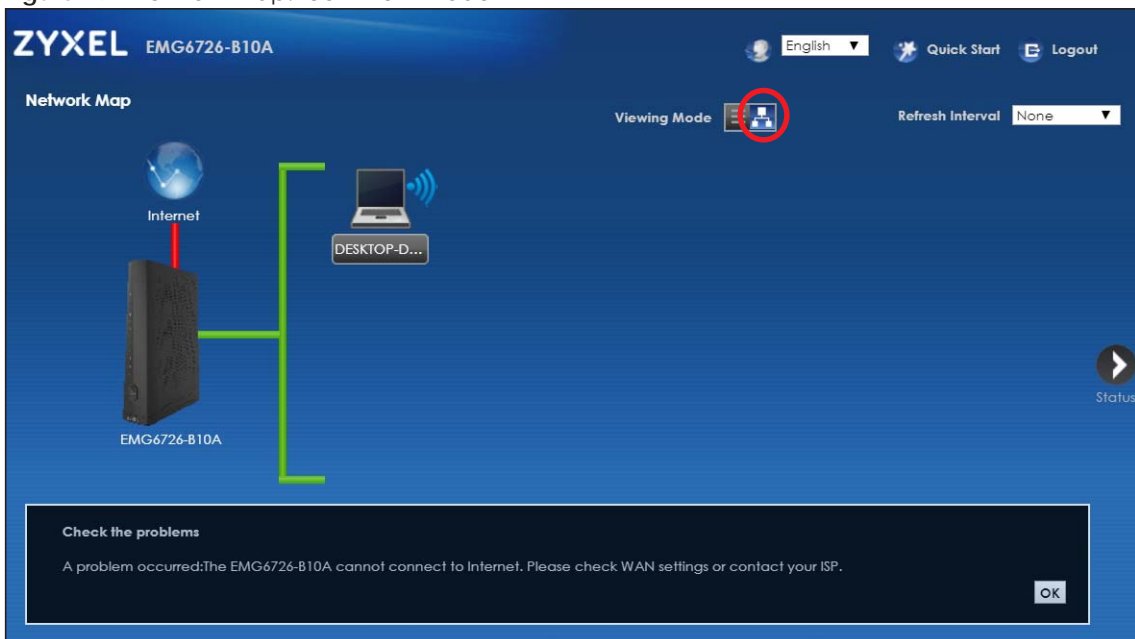 ZYXEL EMG6726-B10A
English
Quick Start
Logout
Network Map
Viewing Mode
Refresh Interval
None
Internet
DESKTOP-D...
EMG6726-B10A
Status
Check the problems
A problem occurred:The EMG6726-B10A cannot connect to Internet. Please check WAN settings or contact your ISP.
OK